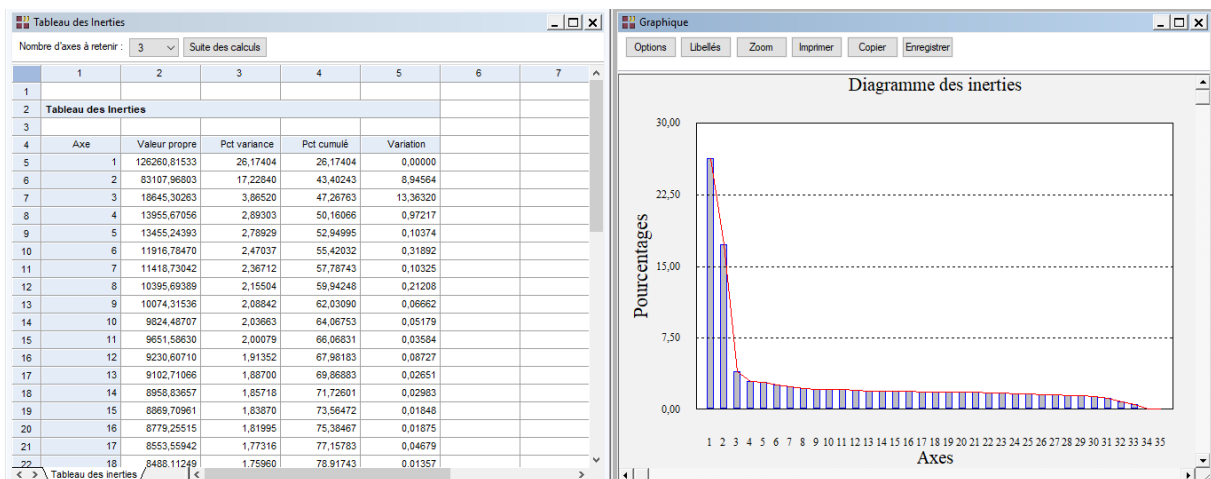 Tableau des Inerties
Nombre d'axes à retenir : 3 Suite des calculs
1 2 3 4 5 6 7
1
2 Tableau des Inerties
3
4 Axe Valeur propre Pct variance Pct cumulé Variation
5 1 126260,81533 26,17404 26,17404 0,00000
6 2 83107,96803 17,22840 43,40243 8,94564
7 3 18645,30263 3,86520 47,26763 13,36320
8 4 13955,67056 2,89303 50,16066 0,97217
9 5 13455,24393 2,78929 52,94995 0,10374
10 6 11916,78470 2,47037 55,42032 0,31892
11 7 11418,73042 2,36712 57,78743 0,10325
12 8 10395,69389 2,15504 59,94248 0,21208
13 9 10074,31536 2,08842 62,03090 0,06662
14 10 9824,48707 2,03663 64,06753 0,05179
15 11 9651,58630 2,00079 66,06831 0,03584
16 12 9230,60710 1,91352 67,98183 0,08727
17 13 9102,71066 1,88700 69,86883 0,02651
18 14 8958,83657 1,85718 71,72601 0,02983
19 15 8869,70961 1,83870 73,56472 0,01848
20 16 8779,25515 1,81995 75,38467 0,01875
21 17 8553,55942 1,77316 77,15783 0,04679
22 18 8488,11249 1,75960 78,91743 0,01357
Tableau des inerties
Graphique
Options Libellés Zoom Imprimer Copier Enregistrer
Diagramme des inerties
30,00
22,50
15,00
7,50
0,00
Pourcentages
1 2 3 4 5 6 7 8 9 10 11 12 13 14 15 16 17 18 19 20 21 22 23 24 25 26 27 28 29 30 31 32 33 34 35
Axes